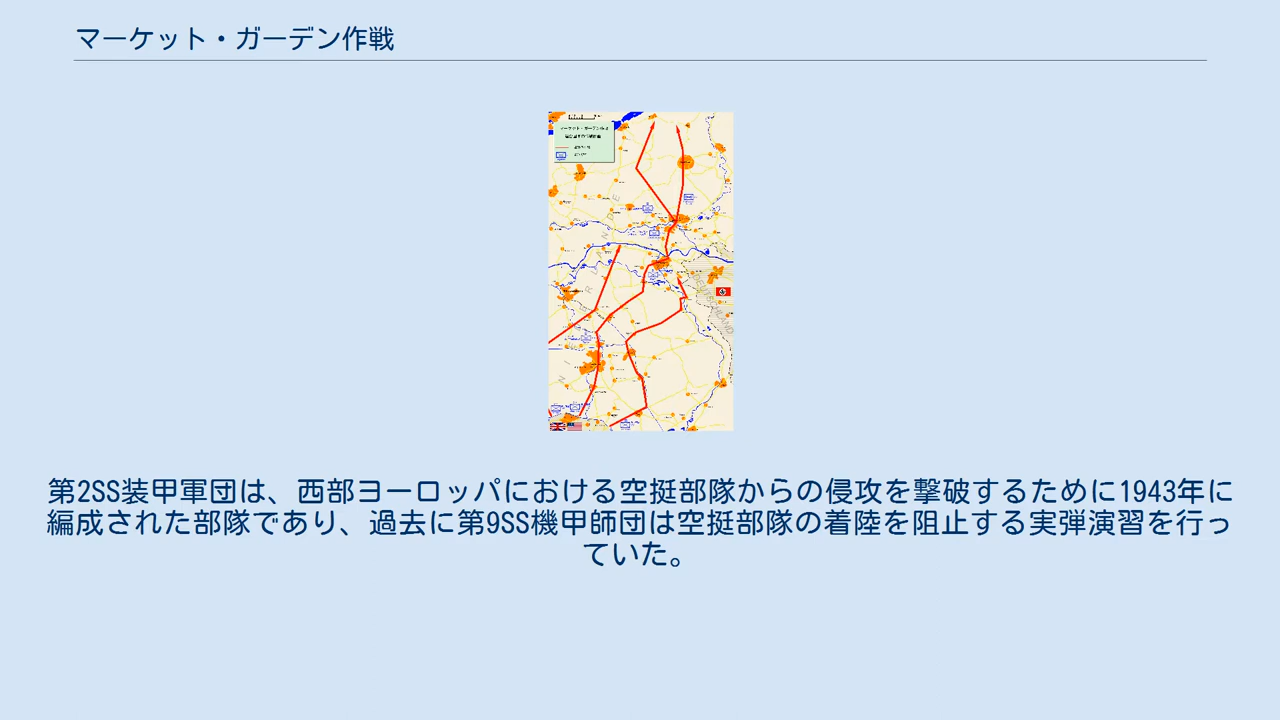 マーケット・ガーデン作戦
第2SS装甲軍団は、西部ヨーロッパにおける空挺部隊からの侵攻を撃破するために1943年に
編成された部隊であり、過去に第9SS機甲師団は空挺部隊の着陸を阻止する実弾演習を行っ
ていた。